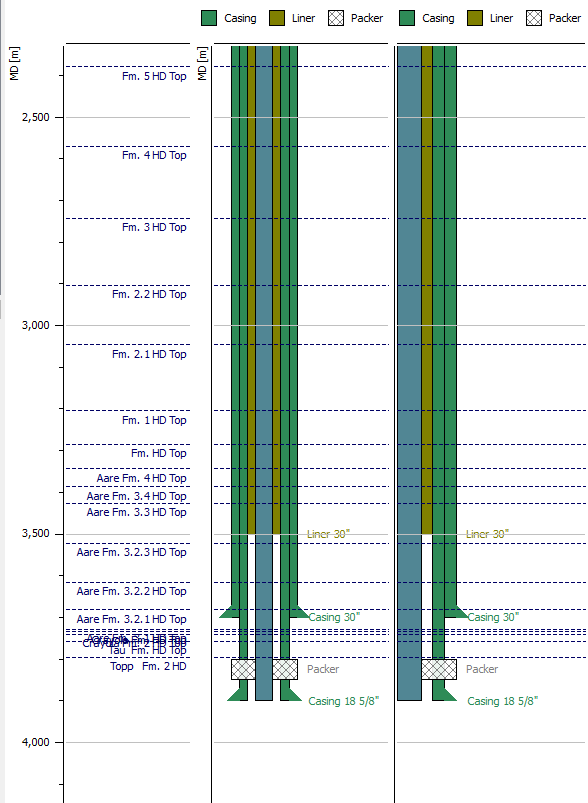 Casing Liner Packer Casing Liner Packer
MD [m] MD [m]
Fm. 5 HD Top
2,500
Fm. 4 HD Top
Fm. 3 HD Top
Fm. 2.2 HD Top
3,000
Fm. 2.1 HD Top
Fm. 1 HD Top
Fm. HD Top
Aare Fm. 4 HD Top
Aare Fm. 3.4 HD Top
Aare Fm. 3.3 HD Top
3,500 Liner 30" Liner 30"
Aare Fm. 3.2.3 HD Top
Aare Fm. 3.2.2 HD Top
Aare Fm. 3.2.1 HD Top Casing 30" Casing 30"
Tau Fm. HD Top
Topp Fm. 2 HD Packer Packer
Casing 18 5/8" Casing 18 5/8"
4,000